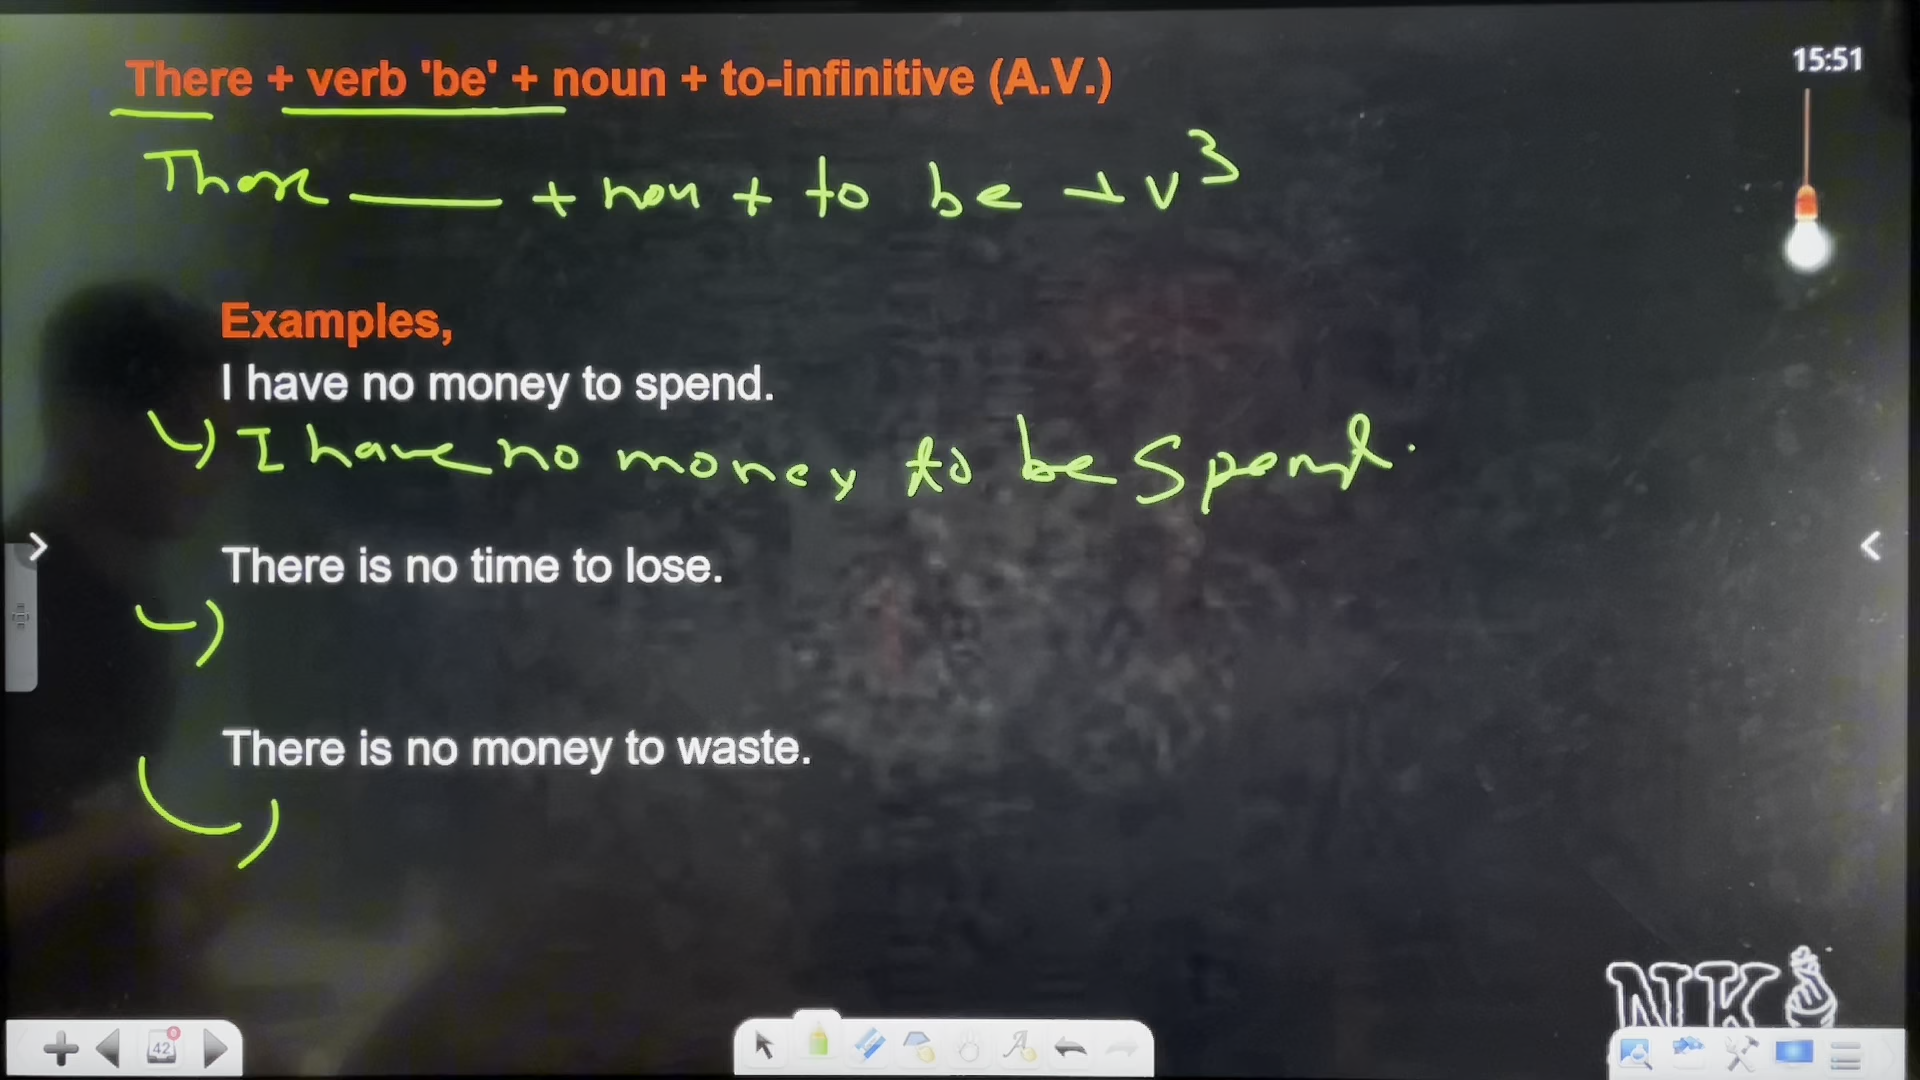 There + verb 'be' + noun + to-infinitive (A.V.)
15:51
There ___ + noun + to be + V³
Examples,
I have no money to spend.
I have no money to be spent.
There is no time to lose.
There is no money to waste.
NK
42